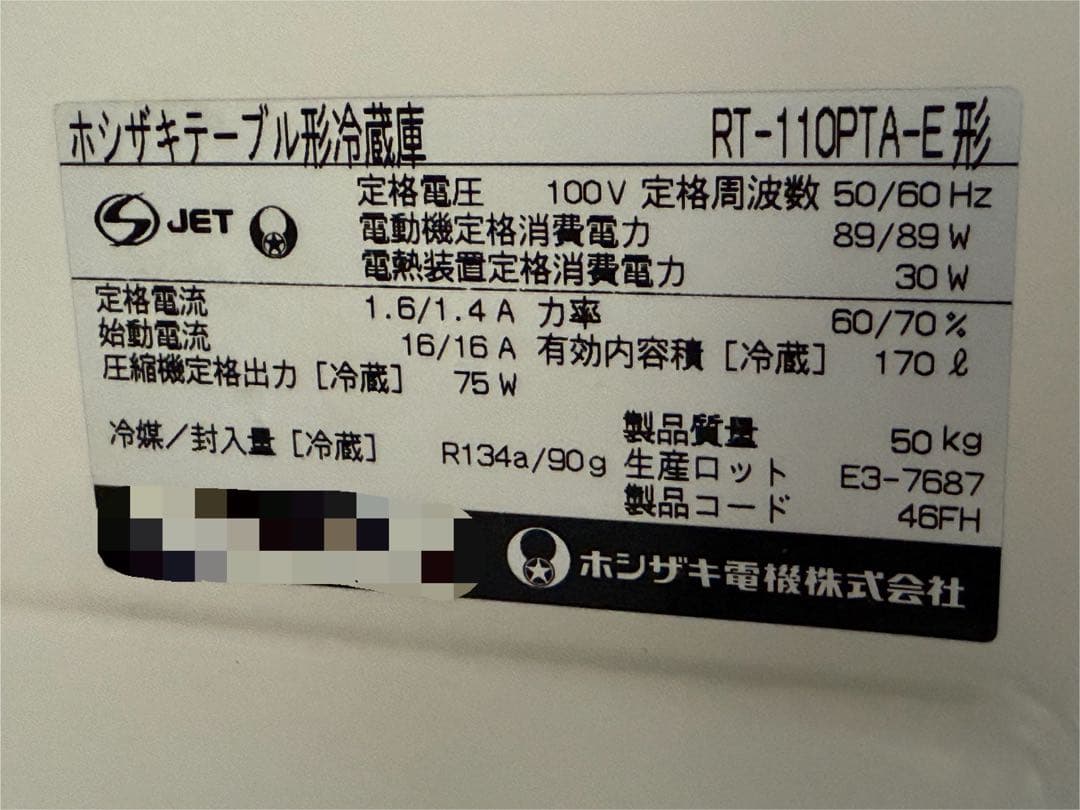 ホシザキテーブル形冷蔵庫 RT-110PTA-E形
JET
定格電圧 100V 定格周波数 50/60 Hz
電動機定格消費電力 89/89 W
電熱装置定格消費電力 30 W
定格電流 1.6/1.4 A 力率 60/70 %
始動電流 16/16 A 有効内容積 [冷蔵] 170 ℓ
圧縮機定格出力 [冷蔵] 75 W
冷媒/封入量 [冷蔵] R134a/90g
製品質量 50 kg
生産ロット E3-7687
製品コード 46FH
ホシザキ電機株式会社